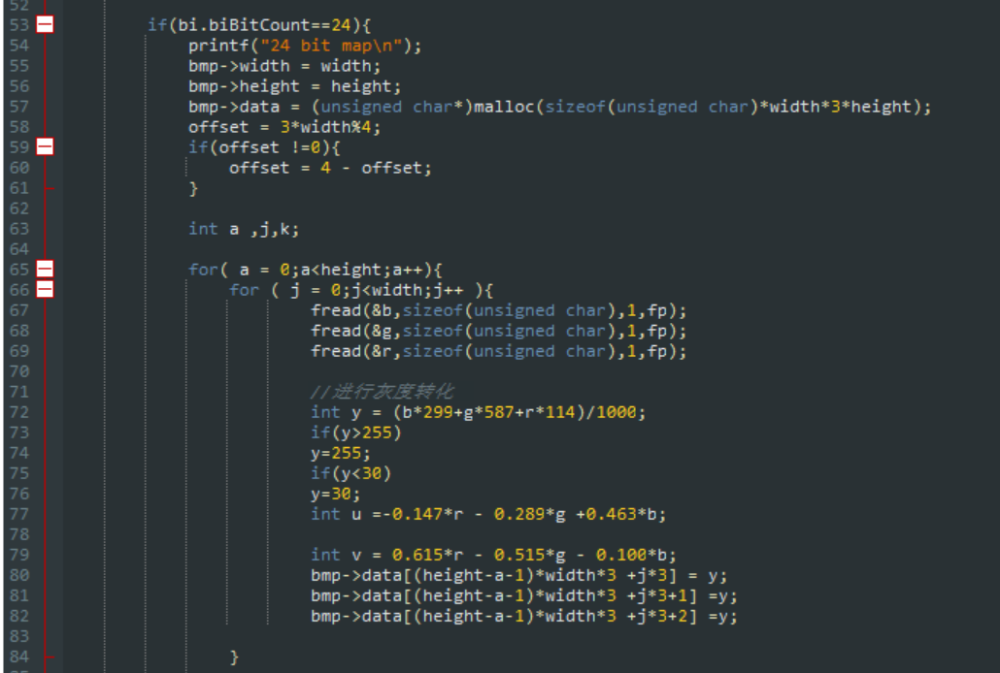 52
53 if(bi.biBitCount==24){
54 printf("24 bit map\n");
55 bmp->width = width;
56 bmp->height = height;
57 bmp->data = (unsigned char*)malloc(sizeof(unsigned char)*width*3*height);
58 offset = 3*width%4;
59 if(offset !=0){
60 offset = 4 - offset;
61 }
62
63 int a ,j,k;
64
65 for( a = 0;a<height;a++){
66 for ( j = 0;j<width;j++ ){
67 fread(&b,sizeof(unsigned char),1,fp);
68 fread(&g,sizeof(unsigned char),1,fp);
69 fread(&r,sizeof(unsigned char),1,fp);
70
71 //进行灰度转化
72 int y = (b*299+g*587+r*114)/1000;
73 if(y>255)
74 y=255;
75 if(y<30)
76 y=30;
77 int u =-0.147*r - 0.289*g +0.463*b;
78
79 int v = 0.615*r - 0.515*g - 0.100*b;
80 bmp->data[(height-a-1)*width*3 +j*3] = y;
81 bmp->data[(height-a-1)*width*3 +j*3+1] =y;
82 bmp->data[(height-a-1)*width*3 +j*3+2] =y;
83
84 }